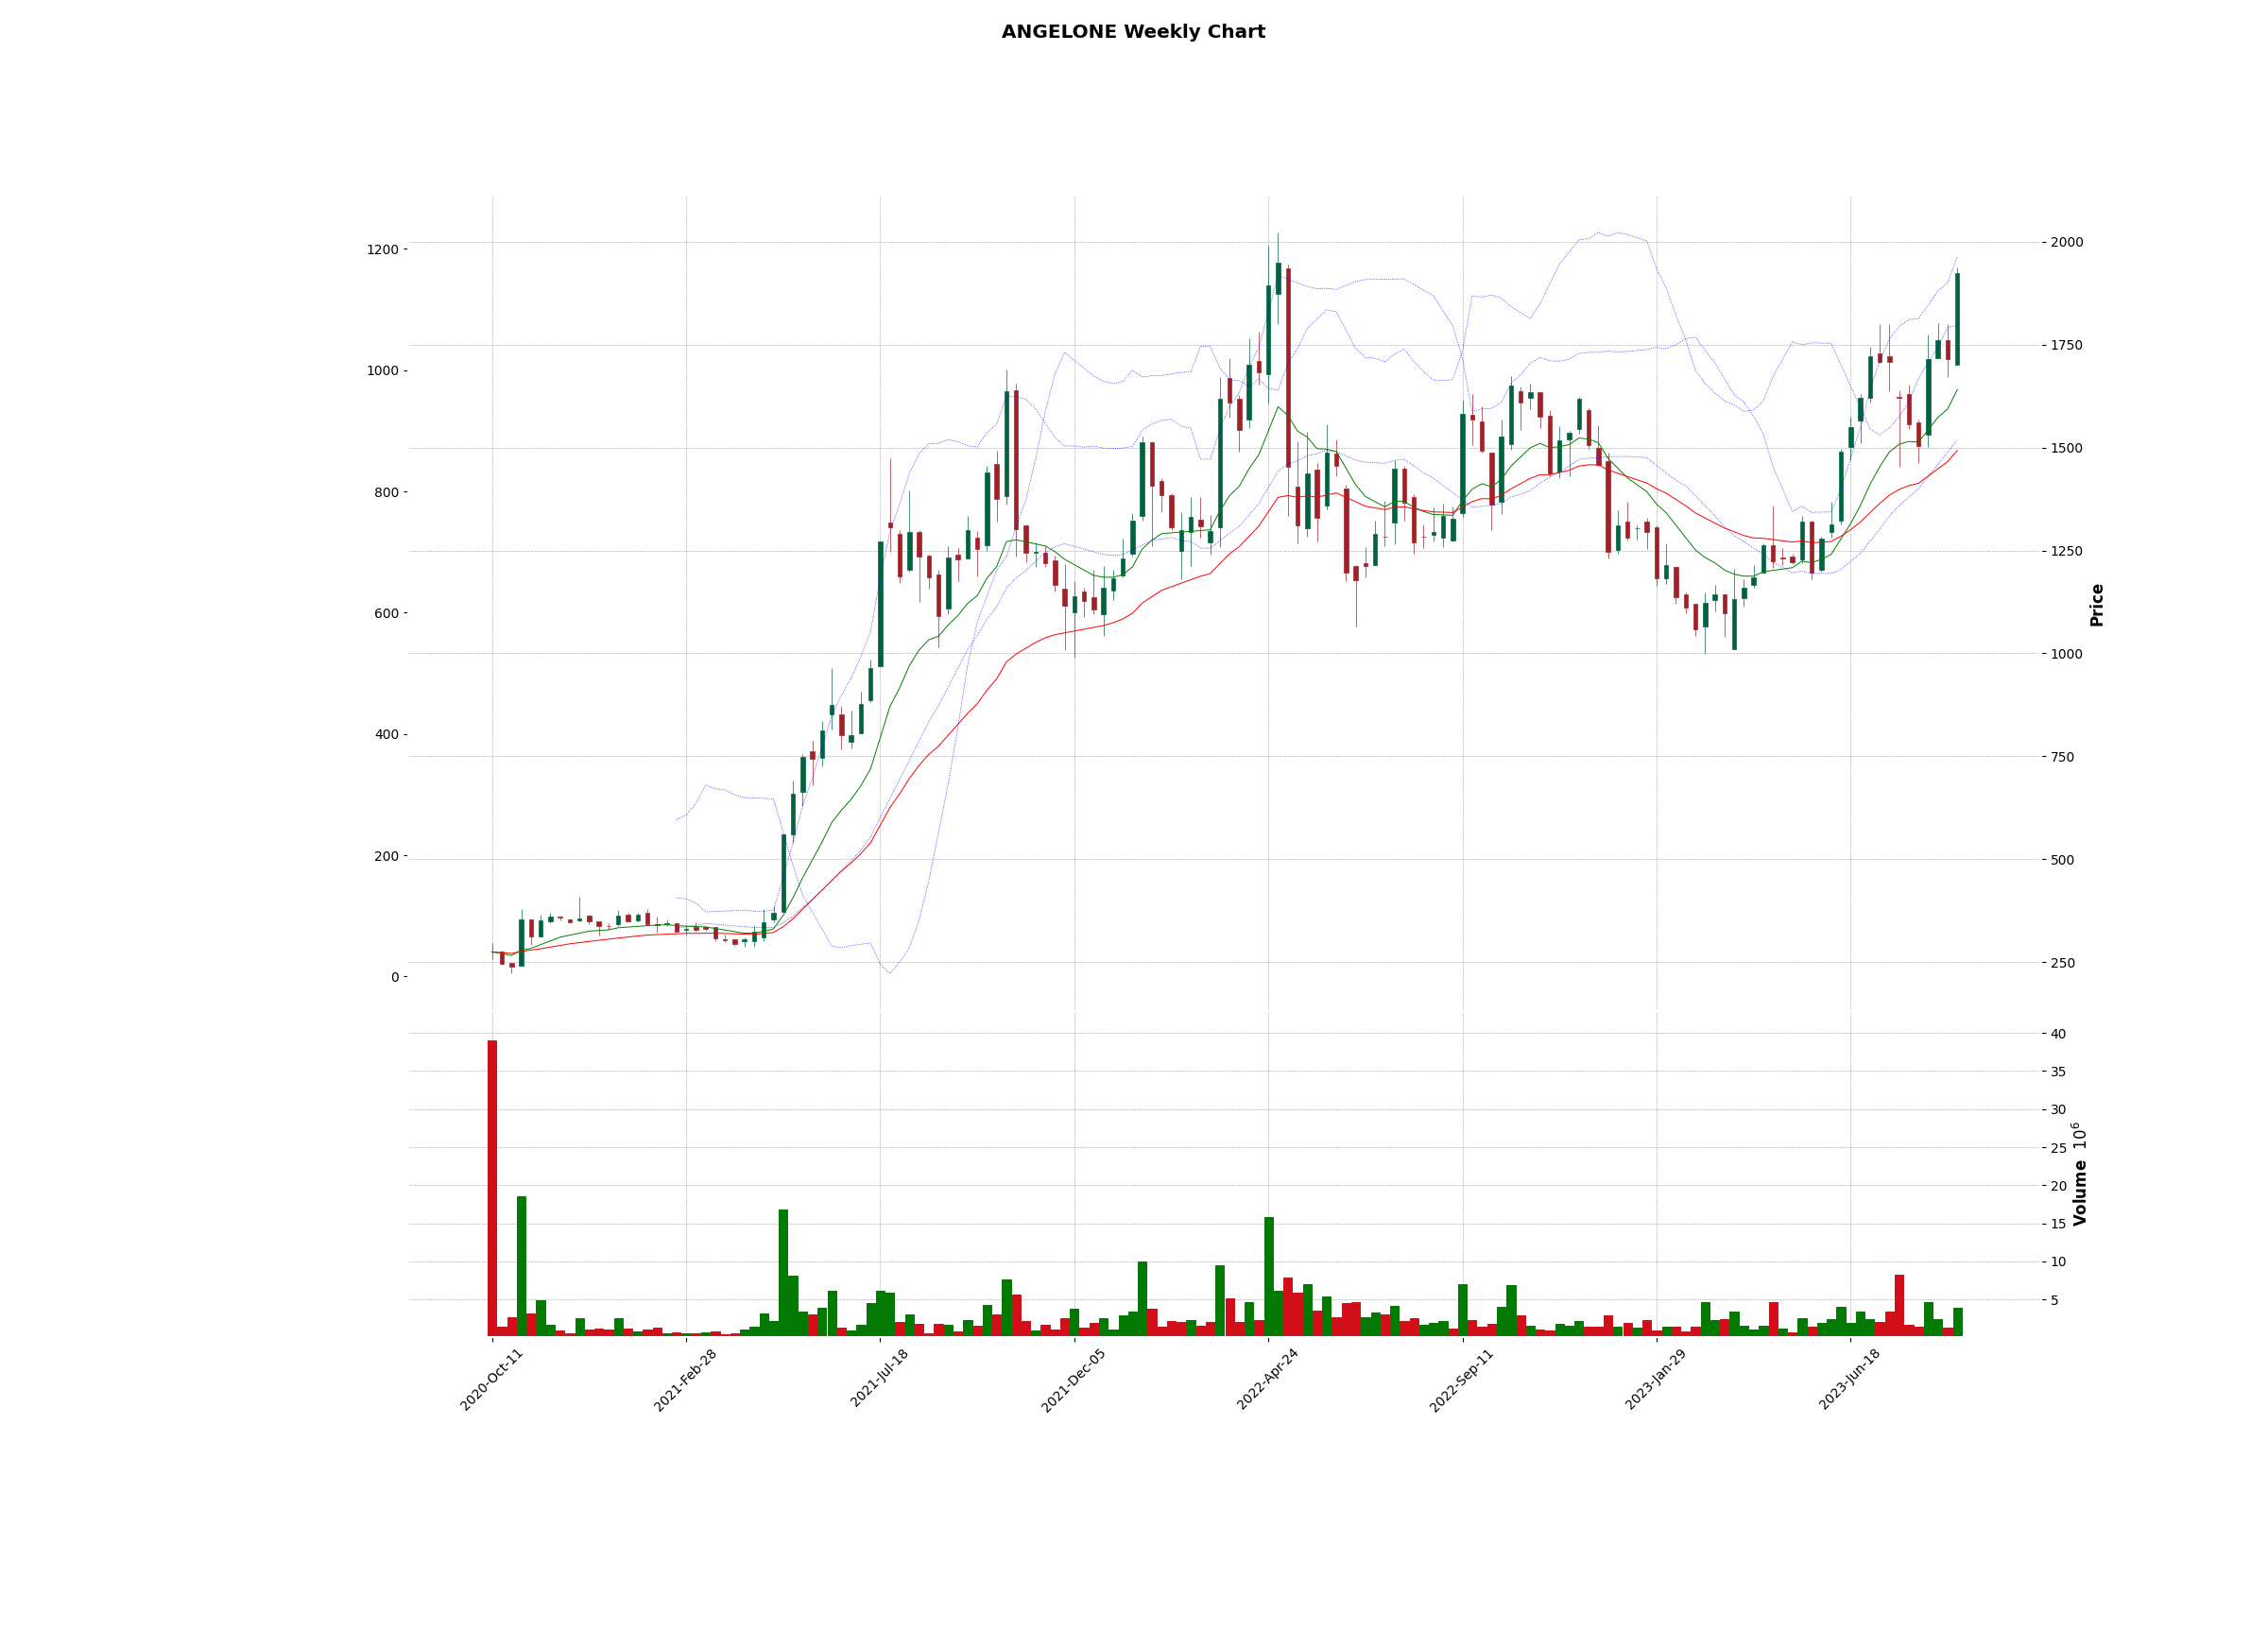 ANGELONE Weekly Chart
1200
1000
800
600
400
200
0
2000
1750
1500
1250
1000
750
500
250
Price
40
35
30
25
20
15
10
5
Volume 10^6
2020-Oct-11
2021-Feb-28
2021-Jul-18
2021-Dec-05
2022-Apr-24
2022-Sep-11
2023-Jan-29
2023-Jun-18